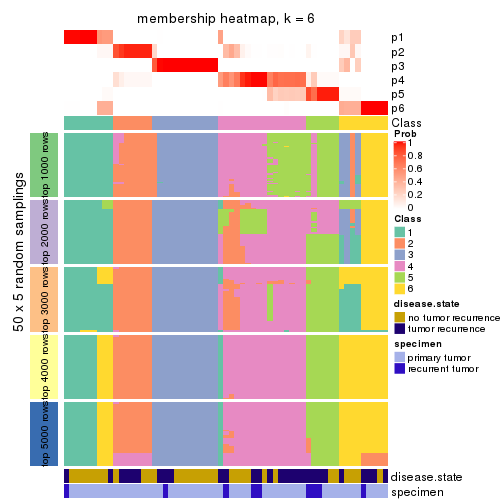 membership heatmap, k = 6
p1
p2
p3
p4
p5
p6
Class
50 x 5 random samplings
top 1000 rows
top 2000 rows
top 3000 rows
top 4000 rows
top 5000 rows
Prob
1
0.8
0.6
0.4
0.2
0
Class
1
2
3
4
5
6
disease.state
no tumor recurrence
tumor recurrence
specimen
primary tumor
recurrent tumor
disease.state
specimen